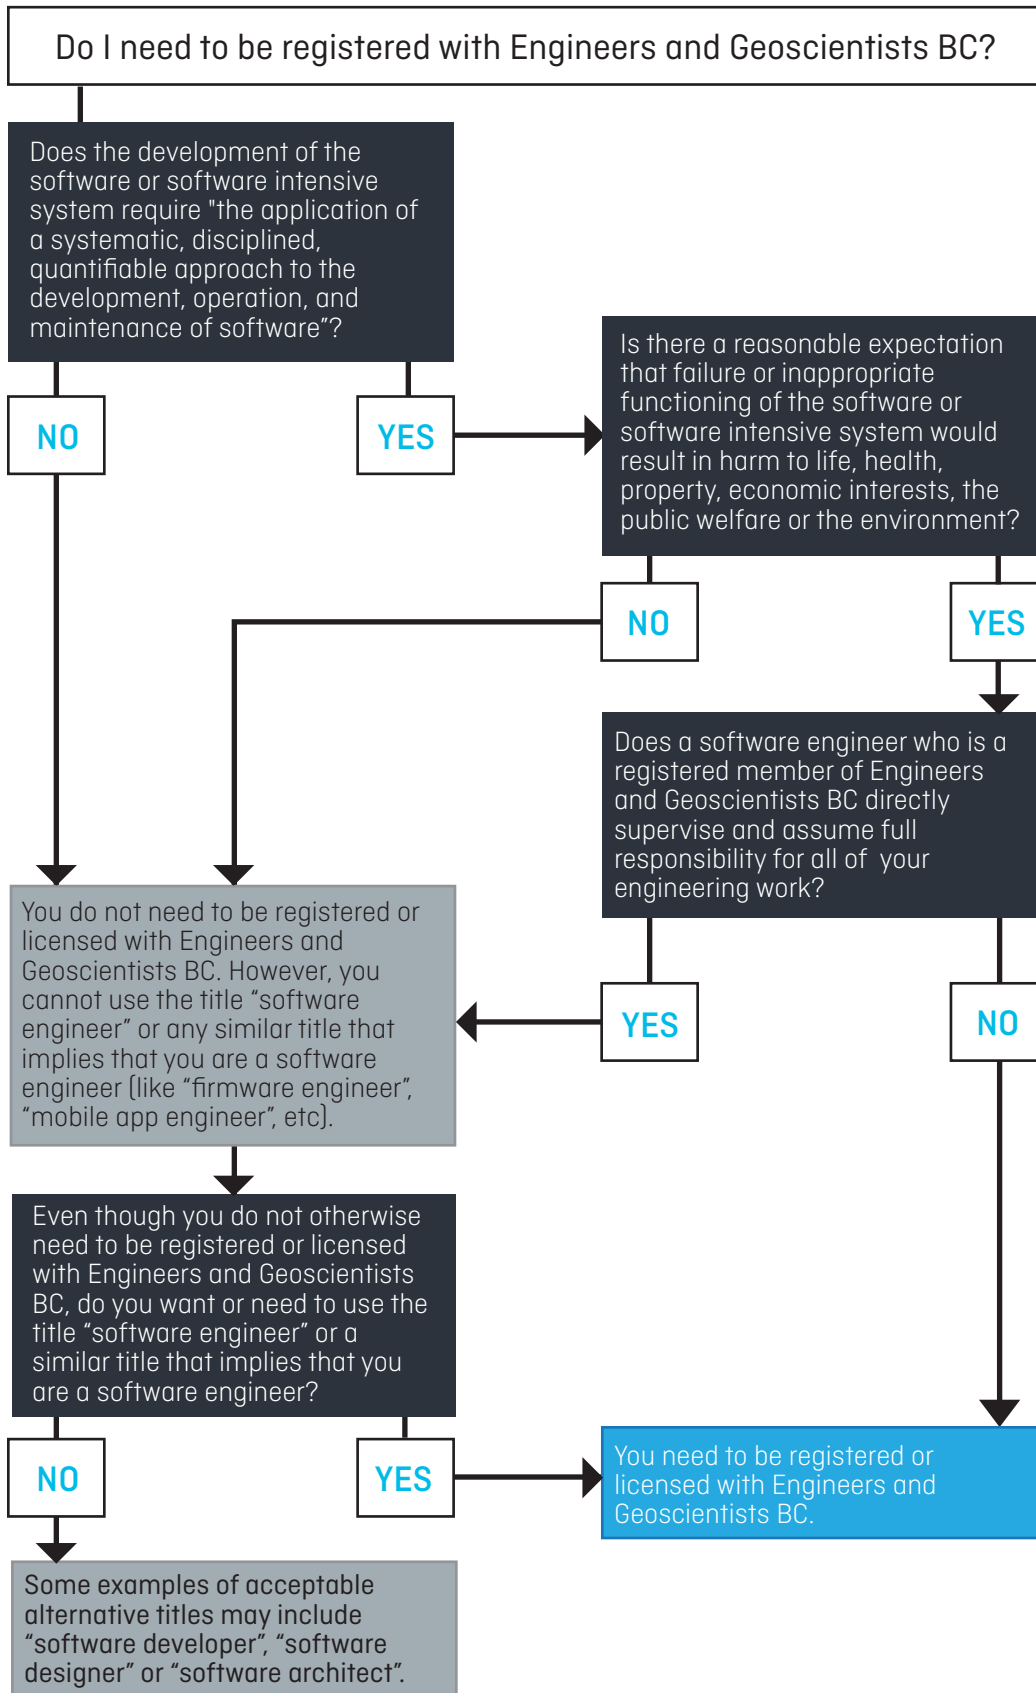 Do I need to be registered with Engineers and Geoscientists BC?
Does the development of the
software or software intensive
system require "the application of
a systematic, disciplined,
quantifiable approach to the
development, operation, and
maintenance of software”?
NO
YES
Is there a reasonable expectation
that failure or inappropriate
functioning of the software or
software intensive system would
result in harm to life, health,
property, economic interests, the
public welfare or the environment?
NO
YES
Does a software engineer who is a
registered member of Engineers
and Geoscientists BC directly
supervise and assume full
responsibility for all of your
engineering work?
YES
NO
You do not need to be registered or
licensed with Engineers and
Geoscientists BC. However, you
cannot use the title “software
engineer” or any similar title that
implies that you are a software
engineer (like “firmware engineer”,
“mobile app engineer”, etc).
Even though you do not otherwise
need to be registered or licensed
with Engineers and Geoscientists
BC, do you want or need to use the
title “software engineer” or a
similar title that implies that you
are a software engineer?
NO
YES
You need to be registered or
licensed with Engineers and
Geoscientists BC.
Some examples of acceptable
alternative titles may include
“software developer”, “software
designer” or “software architect”.